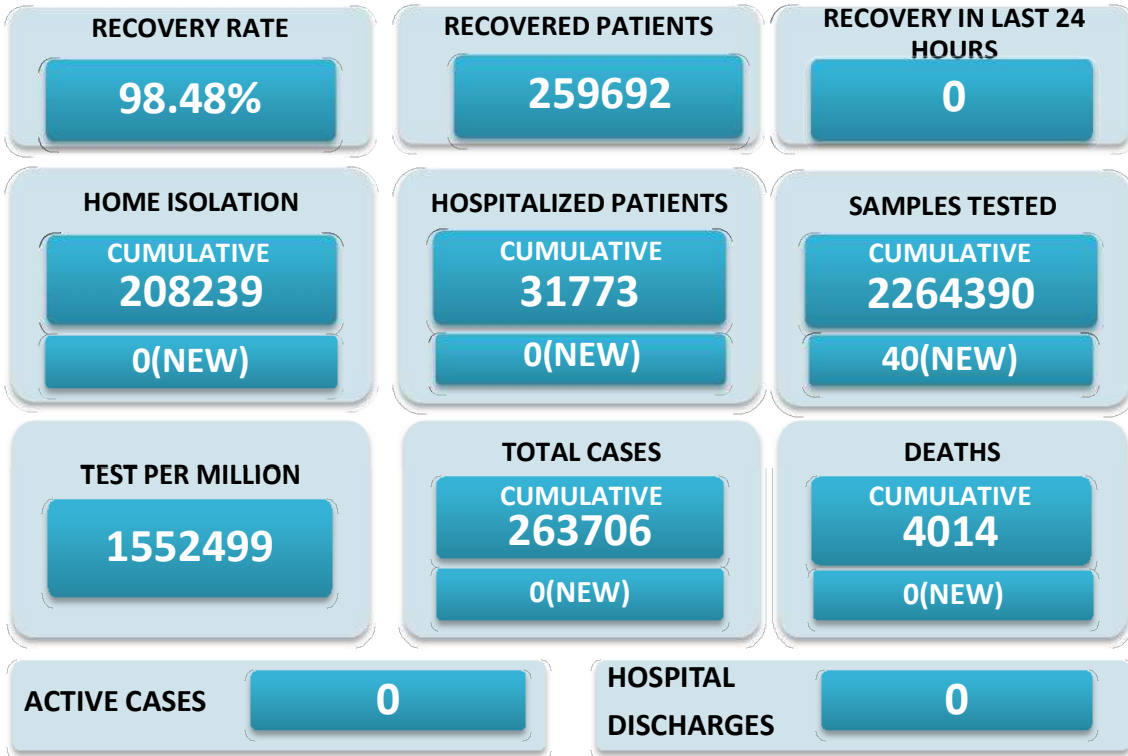 RECOVERY RATE
98.48%
RECOVERED PATIENTS
259692
RECOVERY IN LAST 24
HOURS
0
HOME ISOLATION
CUMULATIVE
208239
0(NEW)
HOSPITALIZED PATIENTS
CUMULATIVE
31773
0(NEW)
SAMPLES TESTED
CUMULATIVE
2264390
40(NEW)
TEST PER MILLION
1552499
TOTAL CASES
CUMULATIVE
263706
0(NEW)
DEATHS
CUMULATIVE
4014
0(NEW)
ACTIVE CASES
0
HOSPITAL
DISCHARGES
0